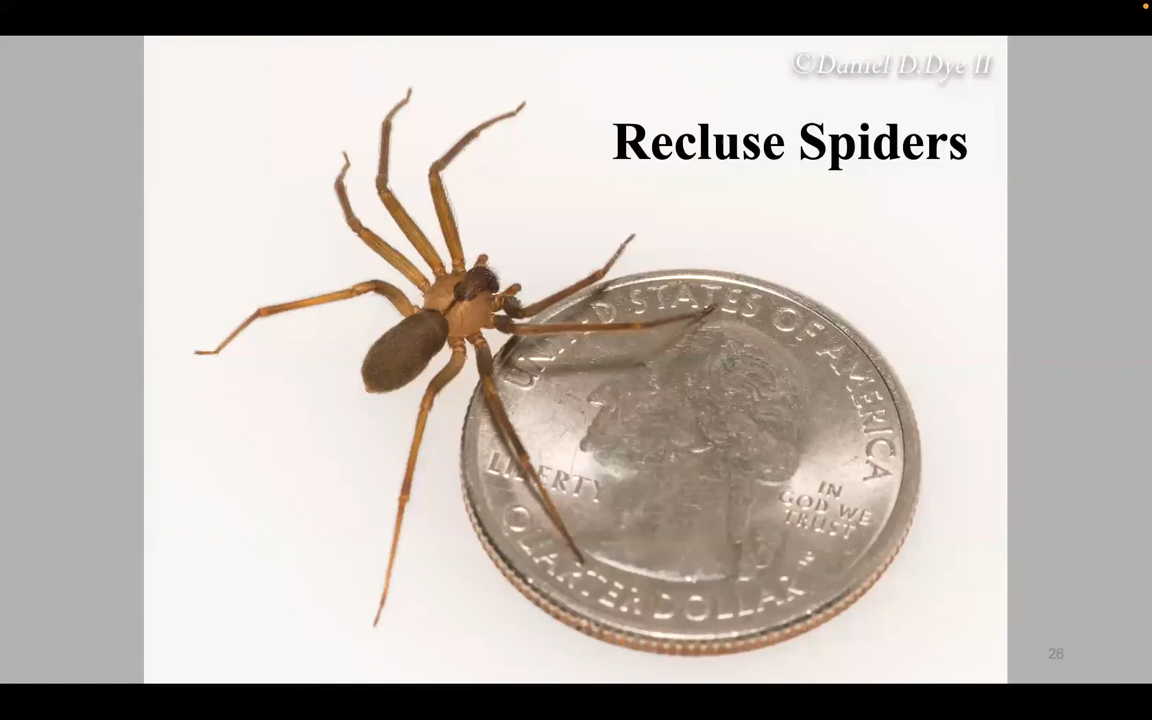 ©Daniel D.Dye II
Recluse Spiders
UNITED STATES OF AMERICA
LIBERTY
IN
GOD WE
TRUST
QUARTER DOLLAR
26